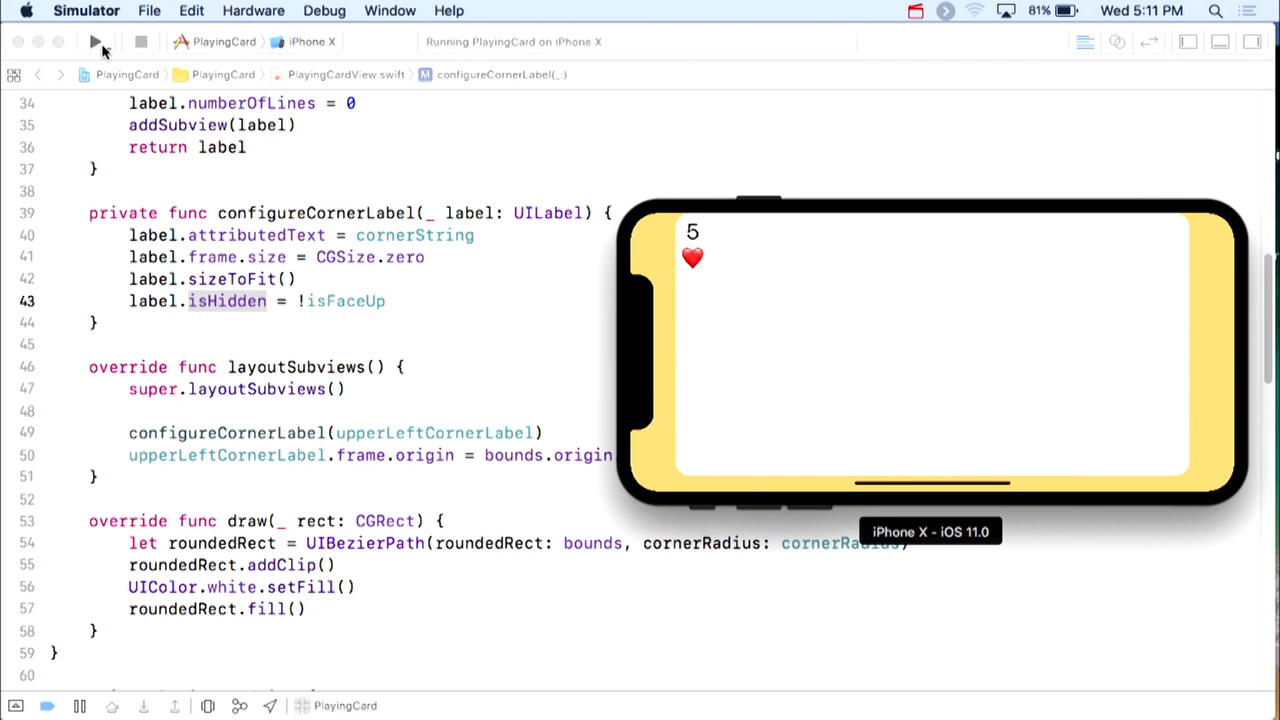 Simulator File Edit Hardware Debug Window Help 81% Wed 5:11 PM
PlayingCard iPhone X Running PlayingCard on iPhone X
PlayingCard PlayingCard PlayingCardView.swift M configureCornerLabel(_:)
34 label.numberOfLines = 0
35 addSubview(label)
36 return label
37 }
38
39 private func configureCornerLabel(_ label: UILabel) {
40 label.attributedText = cornerString
41 label.frame.size = CGSize.zero
42 label.sizeToFit()
43 label.isHidden = !isFaceUp
44 }
45
46 override func layoutSubviews() {
47 super.layoutSubviews()
48
49 configureCornerLabel(upperLeftCornerLabel)
50 upperLeftCornerLabel.frame.origin = bounds.origin
51 }
52
53 override func draw(_ rect: CGRect) {
54 let roundedRect = UIBezierPath(roundedRect: bounds, cornerRadius: cornerRadius)
55 roundedRect.addClip()
56 UIColor.white.setFill()
57 roundedRect.fill()
58 }
59 }
60
5
❤️
iPhone X - iOS 11.0
PlayingCard